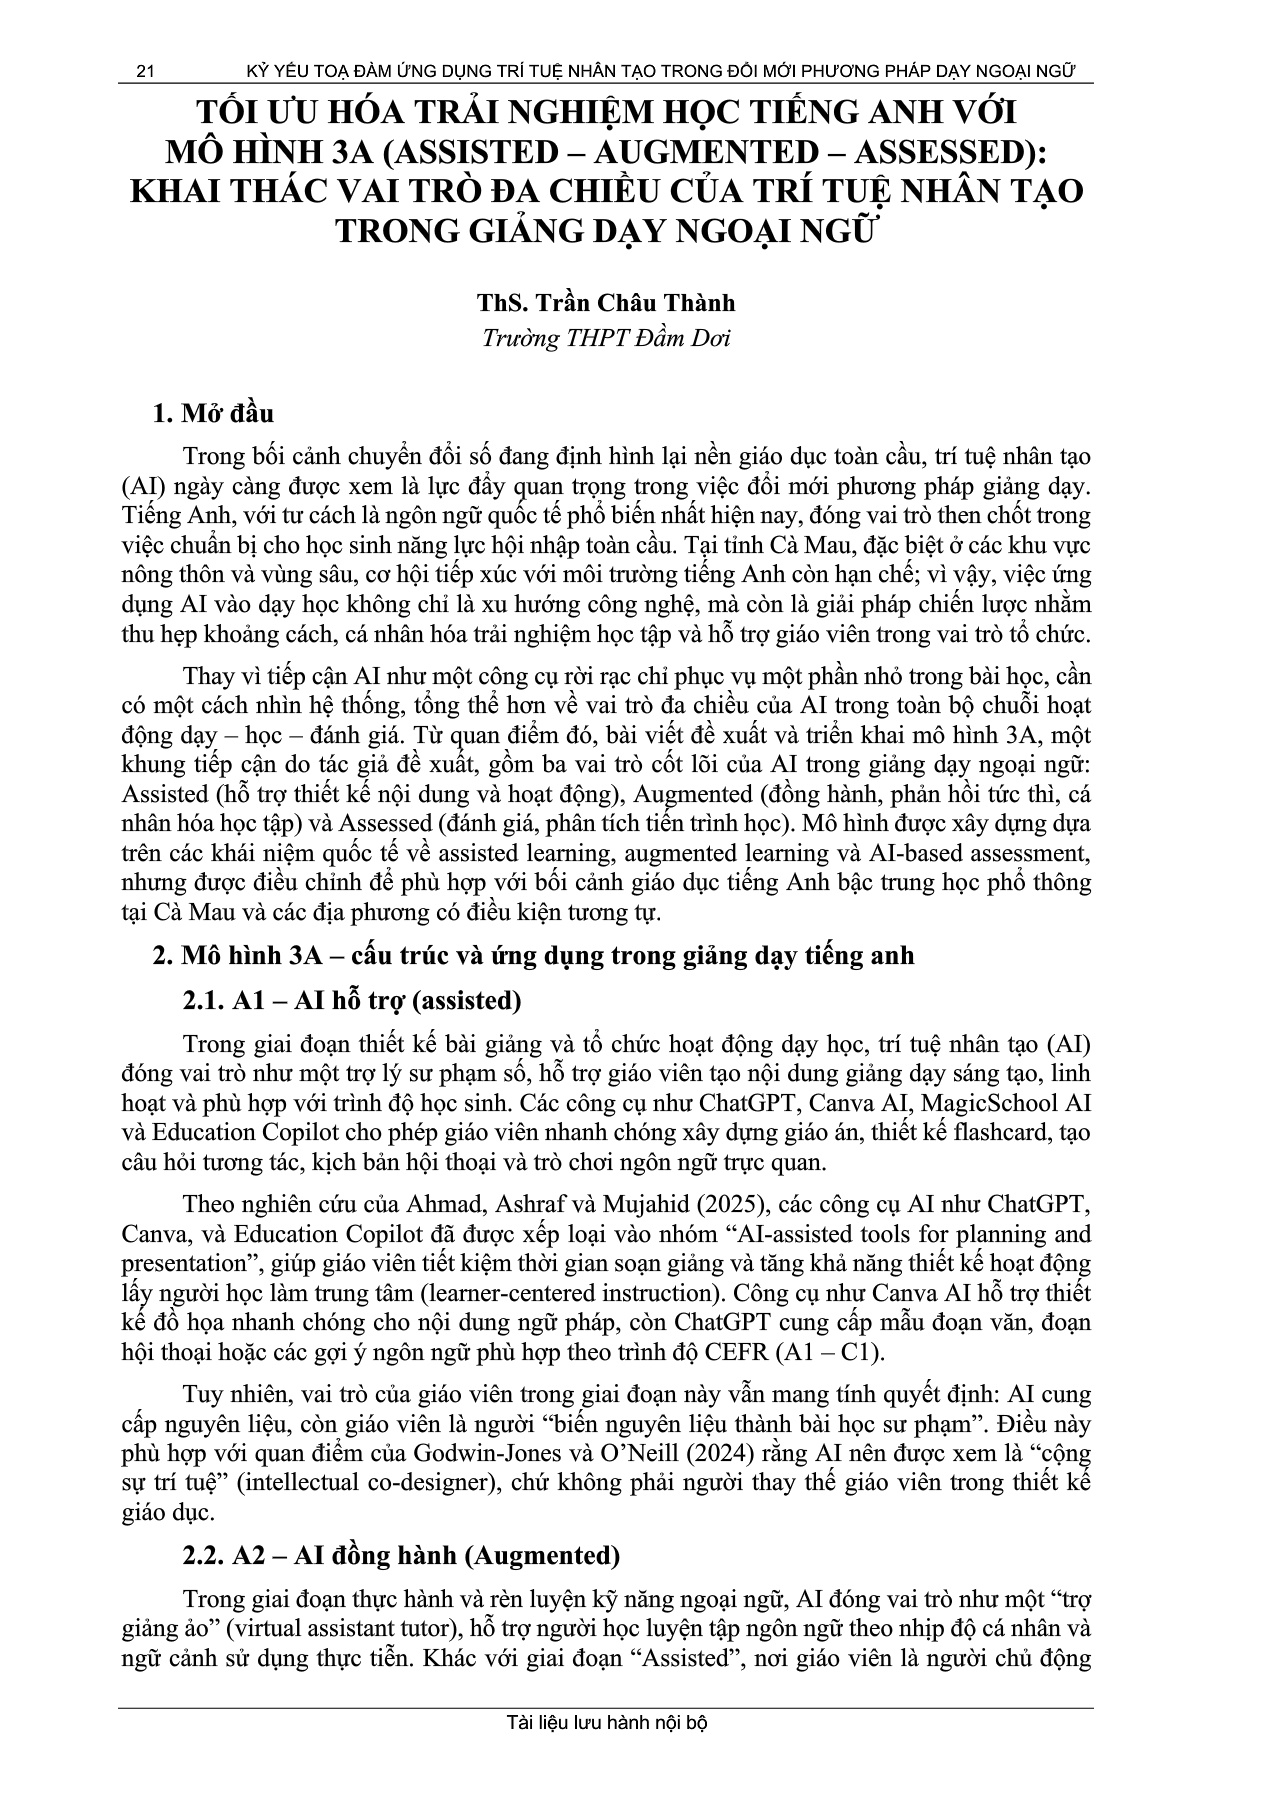 21 KỶ YẾU TOẠ ĐÀM ỨNG DỤNG TRÍ TUỆ NHÂN TẠO TRONG ĐỔI MỚI PHƯƠNG PHÁP DẠY NGOẠI NGỮ
TỐI ƯU HÓA TRẢI NGHIỆM HỌC TIẾNG ANH VỚI
MÔ HÌNH 3A (ASSISTED – AUGMENTED – ASSESSED):
KHAI THÁC VAI TRÒ ĐA CHIỀU CỦA TRÍ TUỆ NHÂN TẠO
TRONG GIẢNG DẠY NGOẠI NGỮ
ThS. Trần Châu Thành
Trường THPT Đầm Dơi
1. Mở đầu
Trong bối cảnh chuyển đổi số đang định hình lại nền giáo dục toàn cầu, trí tuệ nhân tạo
(AI) ngày càng được xem là lực đẩy quan trọng trong việc đổi mới phương pháp giảng dạy.
Tiếng Anh, với tư cách là ngôn ngữ quốc tế phổ biến nhất hiện nay, đóng vai trò then chốt trong
việc chuẩn bị cho học sinh năng lực hội nhập toàn cầu. Tại tỉnh Cà Mau, đặc biệt ở các khu vực
nông thôn và vùng sâu, cơ hội tiếp xúc với môi trường tiếng Anh còn hạn chế; vì vậy, việc ứng
dụng AI vào dạy học không chỉ là xu hướng công nghệ, mà còn là giải pháp chiến lược nhằm
thu hẹp khoảng cách, cá nhân hóa trải nghiệm học tập và hỗ trợ giáo viên trong vai trò tổ chức.
Thay vì tiếp cận AI như một công cụ rời rạc chỉ phục vụ một phần nhỏ trong bài học, cần
có một cách nhìn hệ thống, tổng thể hơn về vai trò đa chiều của AI trong toàn bộ chuỗi hoạt
động dạy – học – đánh giá. Từ quan điểm đó, bài viết đề xuất và triển khai mô hình 3A, một
khung tiếp cận do tác giả đề xuất, gồm ba vai trò cốt lõi của AI trong giảng dạy ngoại ngữ:
Assisted (hỗ trợ thiết kế nội dung và hoạt động), Augmented (đồng hành, phản hồi tức thì, cá
nhân hóa học tập) và Assessed (đánh giá, phân tích tiến trình học). Mô hình được xây dựng dựa
trên các khái niệm quốc tế về assisted learning, augmented learning và AI-based assessment,
nhưng được điều chỉnh để phù hợp với bối cảnh giáo dục tiếng Anh bậc trung học phổ thông
tại Cà Mau và các địa phương có điều kiện tương tự.
2. Mô hình 3A – cấu trúc và ứng dụng trong giảng dạy tiếng anh
2.1. A1 – AI hỗ trợ (assisted)
Trong giai đoạn thiết kế bài giảng và tổ chức hoạt động dạy học, trí tuệ nhân tạo (AI)
đóng vai trò như một trợ lý sư phạm số, hỗ trợ giáo viên tạo nội dung giảng dạy sáng tạo, linh
hoạt và phù hợp với trình độ học sinh. Các công cụ như ChatGPT, Canva AI, MagicSchool AI
và Education Copilot cho phép giáo viên nhanh chóng xây dựng giáo án, thiết kế flashcard, tạo
câu hỏi tương tác, kịch bản hội thoại và trò chơi ngôn ngữ trực quan.
Theo nghiên cứu của Ahmad, Ashraf và Mujahid (2025), các công cụ AI như ChatGPT,
Canva, và Education Copilot đã được xếp loại vào nhóm “AI-assisted tools for planning and
presentation”, giúp giáo viên tiết kiệm thời gian soạn giảng và tăng khả năng thiết kế hoạt động
lấy người học làm trung tâm (learner-centered instruction). Công cụ như Canva AI hỗ trợ thiết
kế đồ họa nhanh chóng cho nội dung ngữ pháp, còn ChatGPT cung cấp mẫu đoạn văn, đoạn
hội thoại hoặc các gợi ý ngôn ngữ phù hợp theo trình độ CEFR (A1 – C1).
Tuy nhiên, vai trò của giáo viên trong giai đoạn này vẫn mang tính quyết định: AI cung
cấp nguyên liệu, còn giáo viên là người “biến nguyên liệu thành bài học sư phạm”. Điều này
phù hợp với quan điểm của Godwin-Jones và O’Neill (2024) rằng AI nên được xem là “cộng
sự trí tuệ” (intellectual co-designer), chứ không phải người thay thế giáo viên trong thiết kế
giáo dục.
2.2. A2 – AI đồng hành (Augmented)
Trong giai đoạn thực hành và rèn luyện kỹ năng ngoại ngữ, AI đóng vai trò như một “trợ
giảng ảo” (virtual assistant tutor), hỗ trợ người học luyện tập ngôn ngữ theo nhịp độ cá nhân và
ngữ cảnh sử dụng thực tiễn. Khác với giai đoạn “Assisted”, nơi giáo viên là người chủ động
Tài liệu lưu hành nội bộ